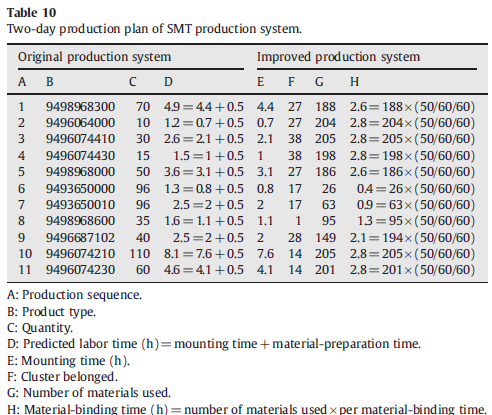 Table 10
Two-day production plan of SMT production system.
Original production system Improved production system
A B C D E F G H
1 9498968300 70 4.9=4.4+0.5 4.4 27 188 2.6=188×(50/60/60)
2 9496064000 10 1.2=0.7+0.5 0.7 27 204 2.8=204×(50/60/60)
3 9496074410 30 2.6=2.1+0.5 2.1 38 205 2.8=205×(50/60/60)
4 9496074430 15 1.5=1+0.5 1 38 198 2.8=198×(50/60/60)
5 9498968000 50 3.6=3.1+0.5 3.1 27 186 2.6=186×(50/60/60)
6 9493650000 96 1.3=0.8+0.5 0.8 17 26 0.4=26×(50/60/60)
7 9493650010 96 2.5=2+0.5 2 17 63 0.9=63×(50/60/60)
8 9498968600 35 1.6=1.1+0.5 1.1 1 95 1.3=95×(50/60/60)
9 9496687102 40 2.5=2+0.5 2 28 149 2.1=194×(50/60/60)
10 9496074210 110 8.1=7.6+0.5 7.6 14 205 2.8=205×(50/60/60)
11 9496074230 60 4.6=4.1+0.5 4.1 14 201 2.8=201×(50/60/60)
A: Production sequence.
B: Product type.
C: Quantity.
D: Predicted labor time (h)=mounting time+material-preparation time.
E: Mounting time (h).
F: Cluster belonged.
G: Number of materials used.
H: Material-binding time (h)=number of materials used×per material-binding time.